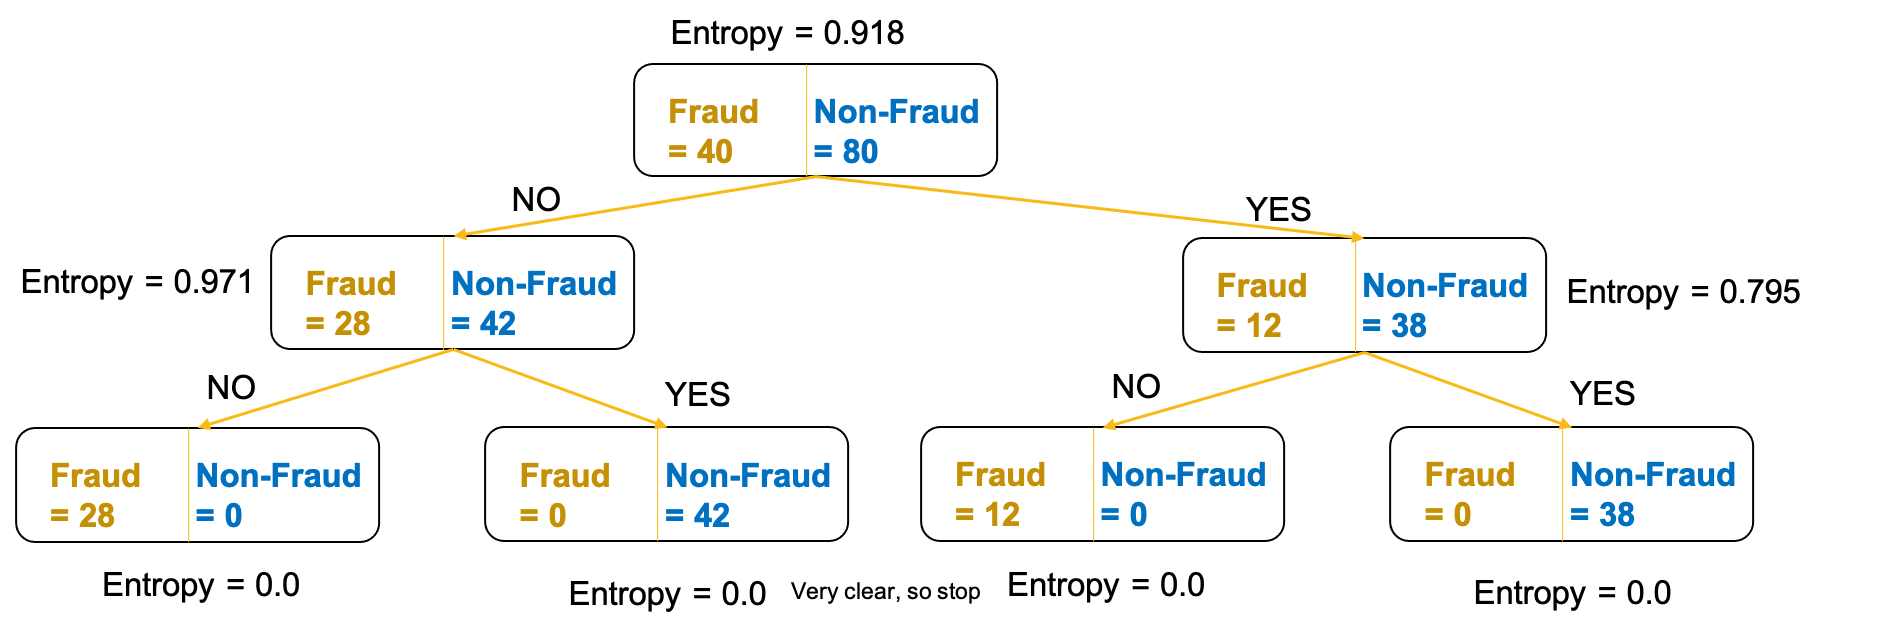 Entropy = 0.918
Fraud
= 40
Non-Fraud
= 80
NO
YES
Entropy = 0.971
Fraud
= 28
Non-Fraud
= 42
Fraud
= 12
Non-Fraud
= 38
Entropy = 0.795
NO
YES
NO
YES
Fraud
= 28
Non-Fraud
= 0
Fraud
= 0
Non-Fraud
= 42
Fraud
= 12
Non-Fraud
= 0
Fraud
= 0
Non-Fraud
= 38
Entropy = 0.0
Entropy = 0.0
Very clear, so stop
Entropy = 0.0
Entropy = 0.0